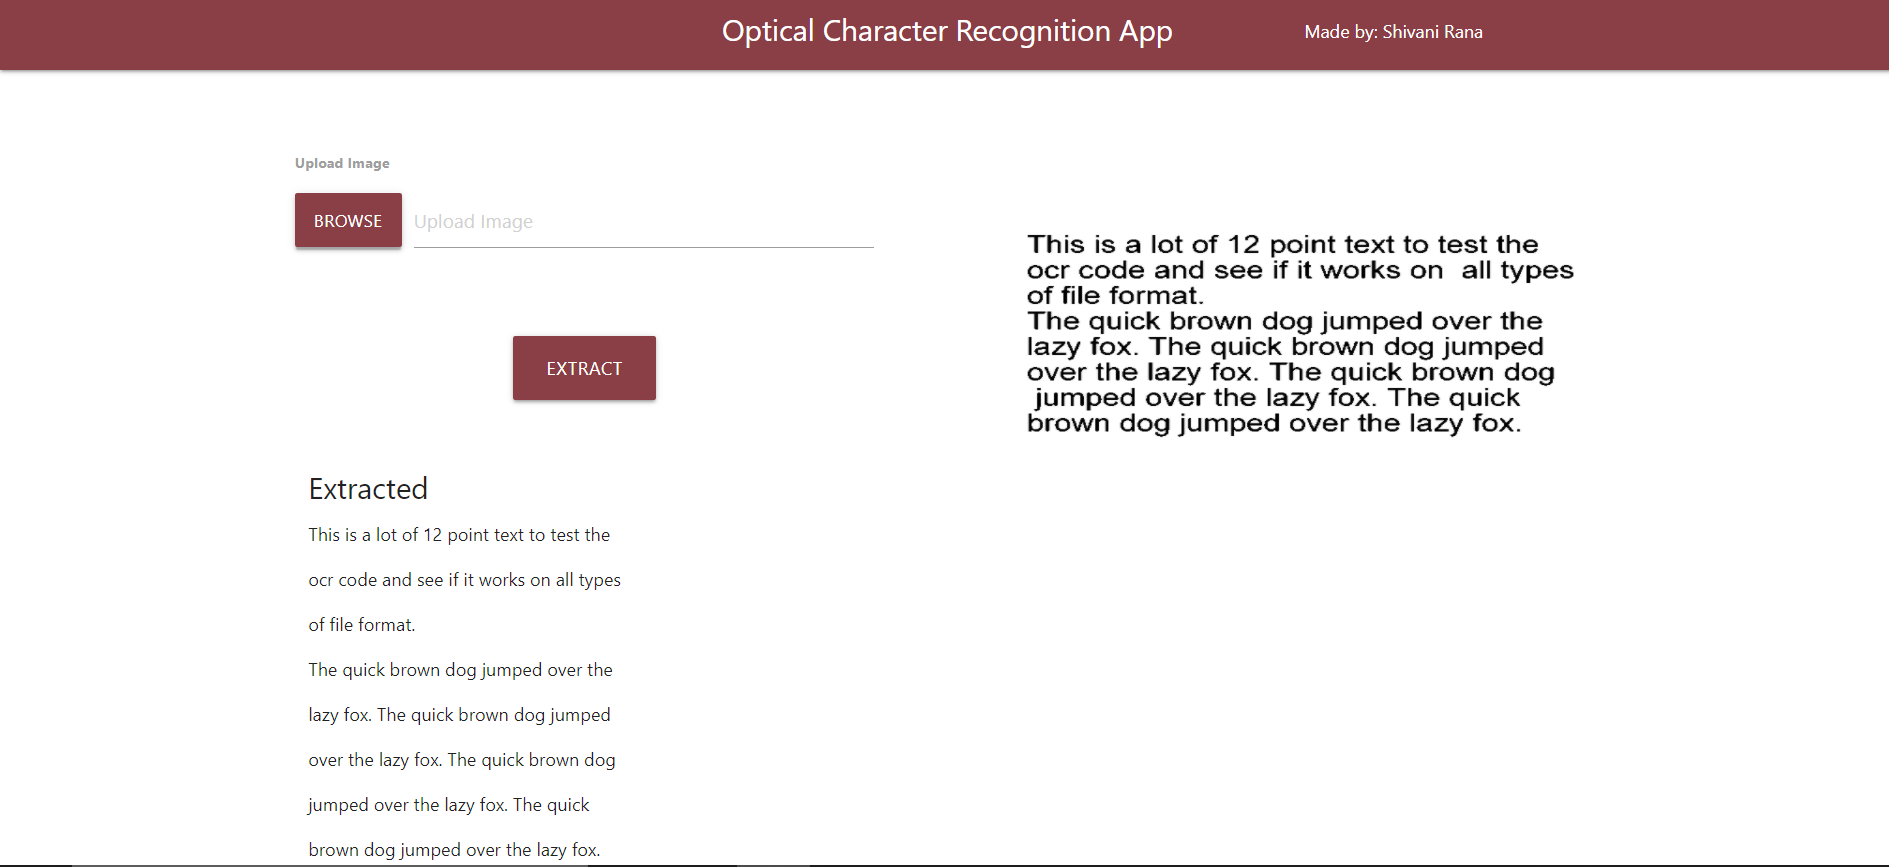 Optical Character Recognition App
Made by: Shivani Rana
Upload Image
BROWSE
Upload Image
EXTRACT
Extracted
This is a lot of 12 point text to test the
ocr code and see if it works on all types
of file format.
The quick brown dog jumped over the
lazy fox. The quick brown dog jumped
over the lazy fox. The quick brown dog
jumped over the lazy fox. The quick
brown dog jumped over the lazy fox.
This is a lot of 12 point text to test the
ocr code and see if it works on  all types
of file format.
The quick brown dog jumped over the
lazy fox. The quick brown dog jumped
over the lazy fox. The quick brown dog
jumped over the lazy fox. The quick
brown dog jumped over the lazy fox.